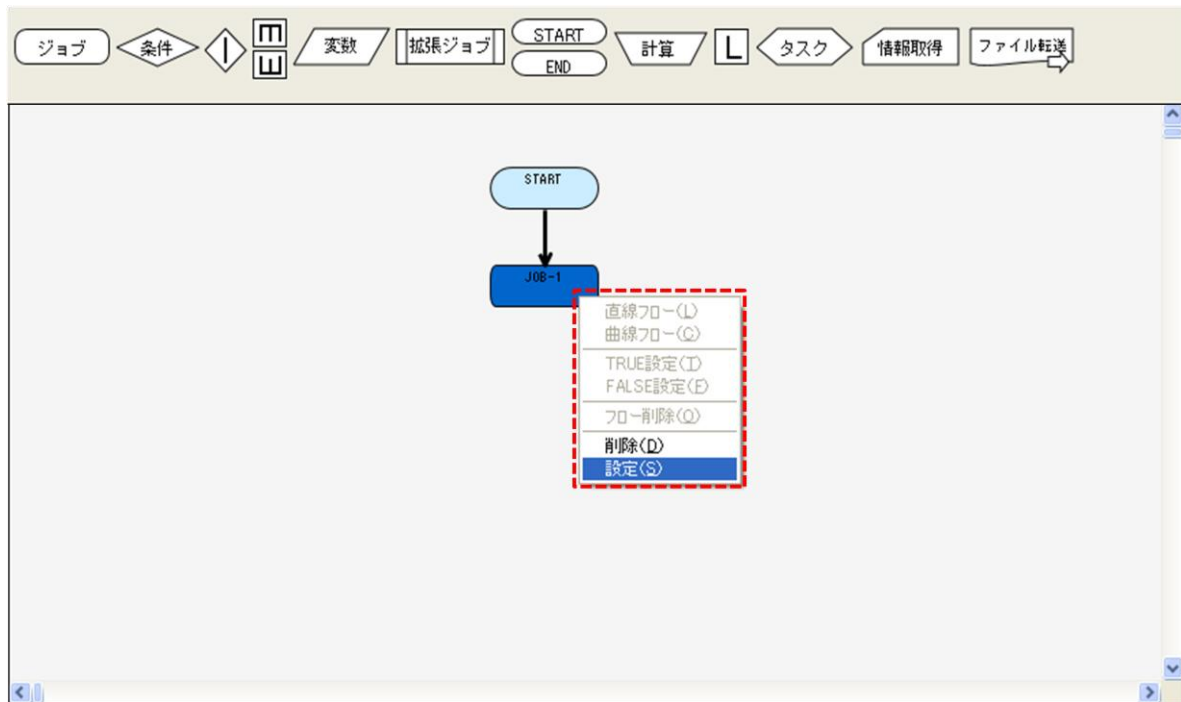 ジョブ
条件
変数
拡張ジョブ
START
END
計算
L
タスク
情報取得
ファイル転送
START
JOB-1
直線フロー(L)
曲線フロー(C)
TRUE設定(T)
FALSE設定(F)
フロー削除(O)
削除(D)
設定(S)